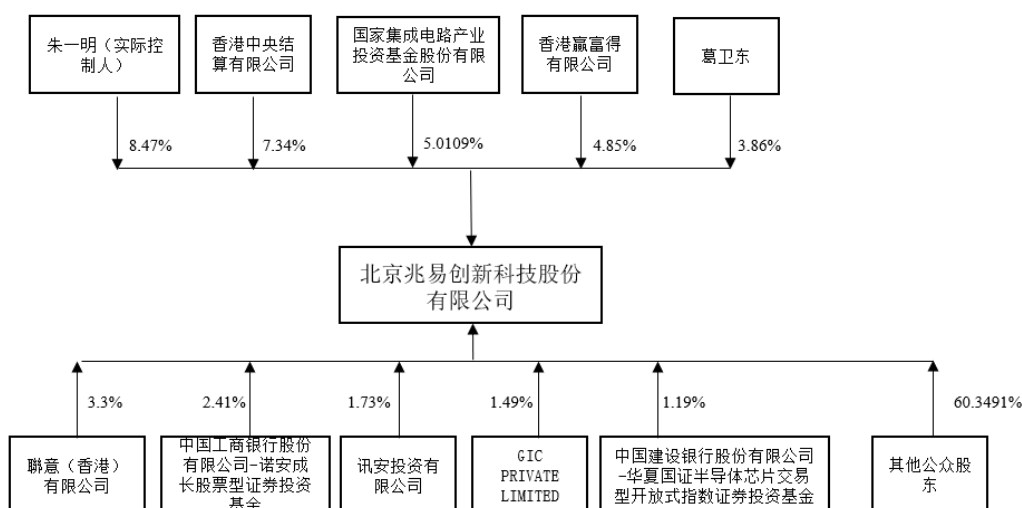 朱一明（实际控
制人）
香港中央结
算有限公司
国家集成电路产业
投资基金股份有限
公司
香港赢富得
有限公司
葛卫东
8.47%
7.34%
5.0109%
4.85%
3.86%
北京兆易创新科技股份
有限公司
3.3%
2.41%
1.73%
1.49%
1.19%
60.3491%
聯意（香港）
有限公司
中国工商银行股份
有限公司-诺安成
长股票型证券投资
基金
讯安投资有
限公司
GIC
PRIVATE
LIMITED
中国建设银行股份有限公司
-华夏国证半导体芯片交易
型开放式指数证券投资基金
其他公众股
东